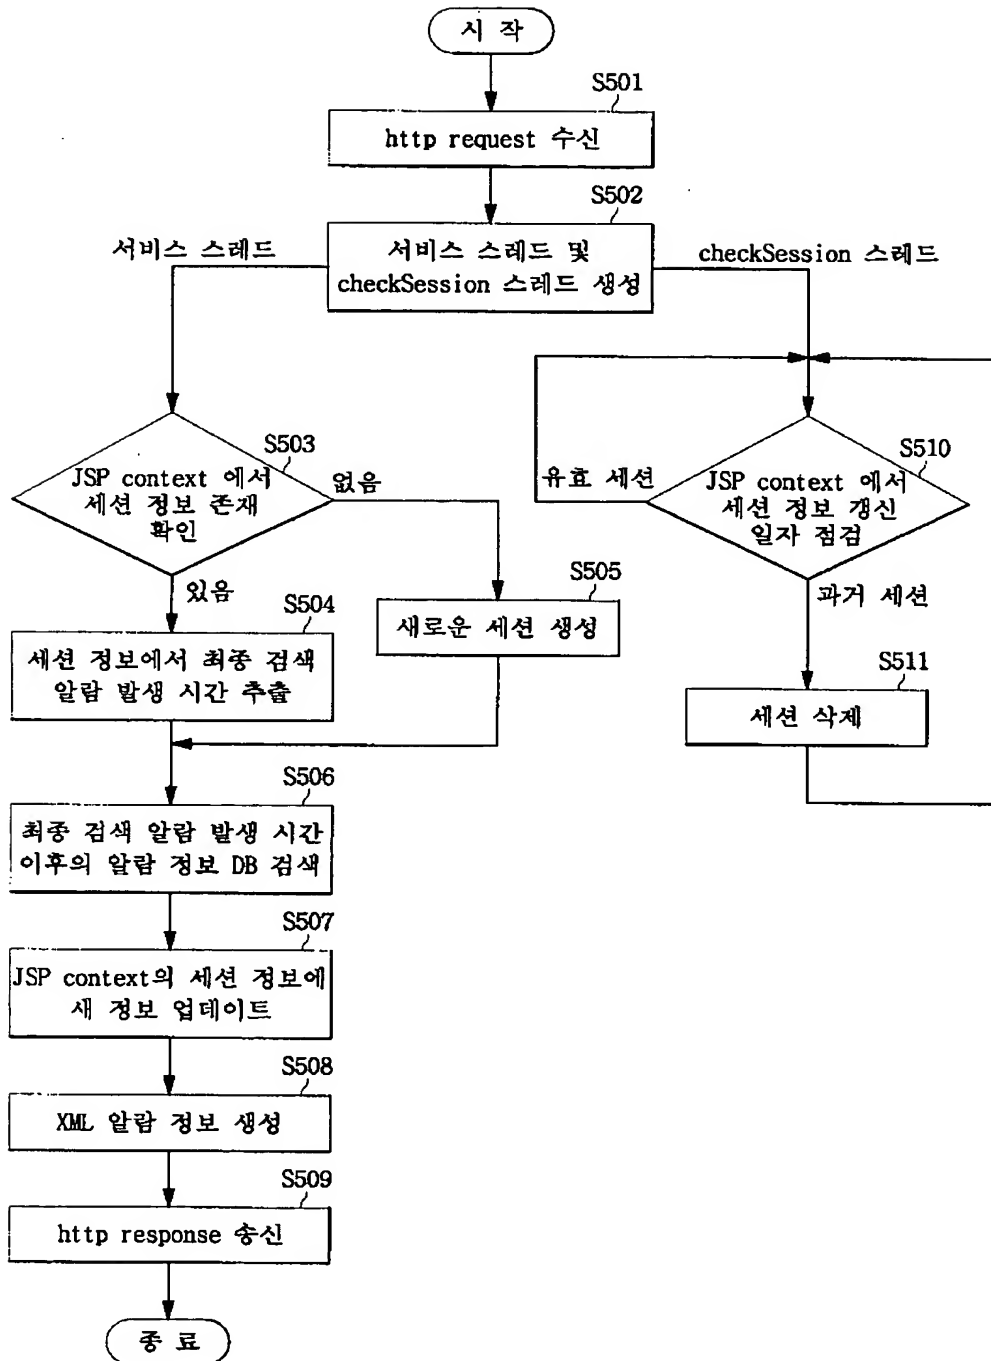 시 작
S501
http request 수신
S502
서비스 스레드 및
checkSession 스레드 생성
서비스 스레드
checkSession 스레드
S503
JSP context 에서
세션 정보 존재
확인
없음
있음
S504
세션 정보에서 최종 검색
알람 발생 시간 추출
S505
새로운 세션 생성
S506
최종 검색 알람 발생 시간
이후의 알람 정보 DB 검색
S507
JSP context의 세션 정보에
새 정보 업데이트
S508
XML 알람 정보 생성
S509
http response 송신
종 료
S510
JSP context 에서
세션 정보 갱신
일자 점검
유효 세션
과거 세션
S511
세션 삭제